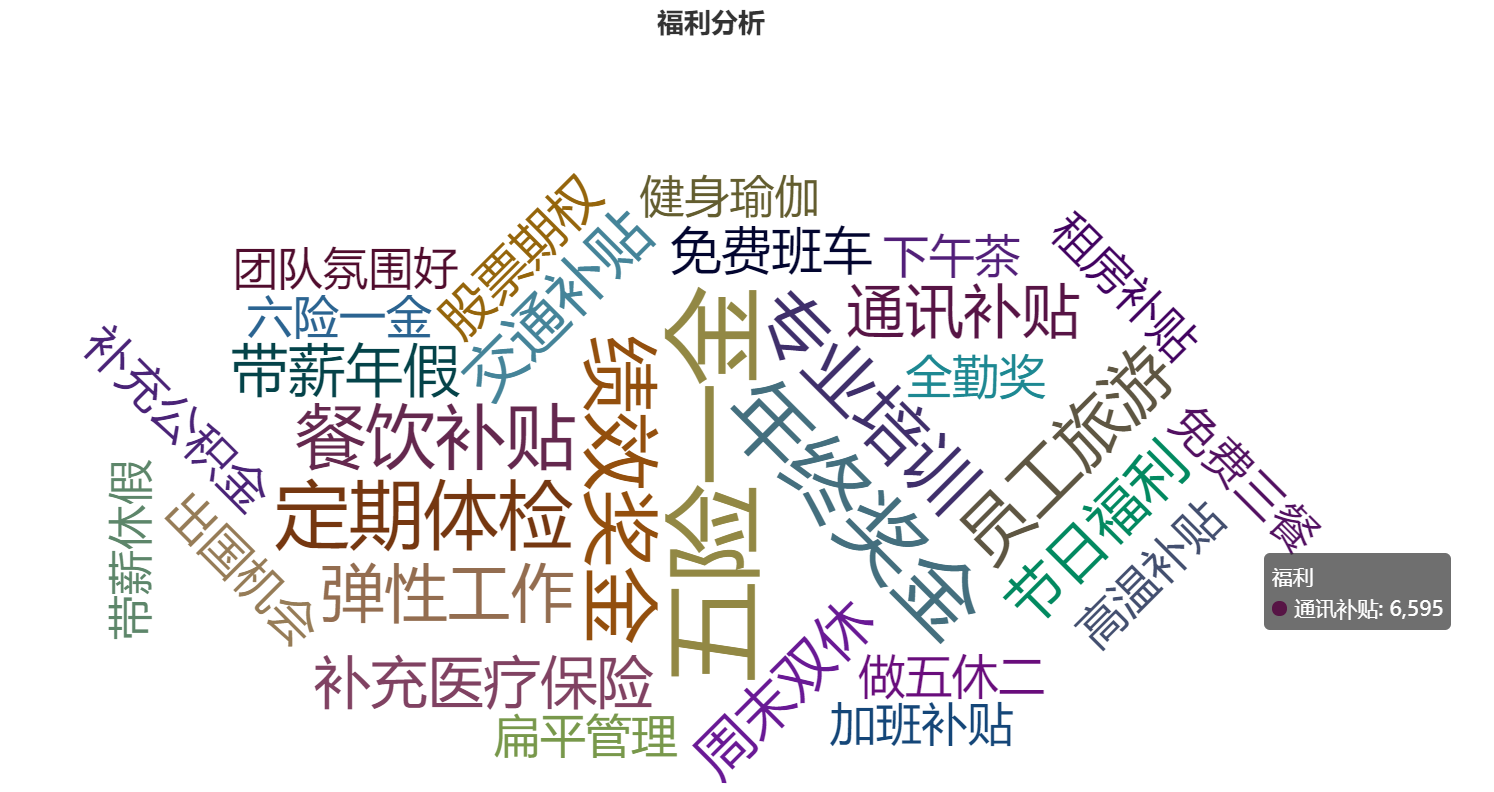 福利分析
健身瑜伽
股票期权
交通补贴
免费班车
下午茶
租房补贴
团队氛围好
六险一金
通讯补贴
补充公积金
带薪年假
绩效奖金
五险一金
专业培训
全勤奖
年终奖金
员工旅游
免费三餐
餐饮补贴
节日福利
带薪休假
出国机会
定期体检
高温补贴
弹性工作
福利
通讯补贴: 6,595
补充医疗保险
周末双休
做五休二
扁平管理
加班补贴